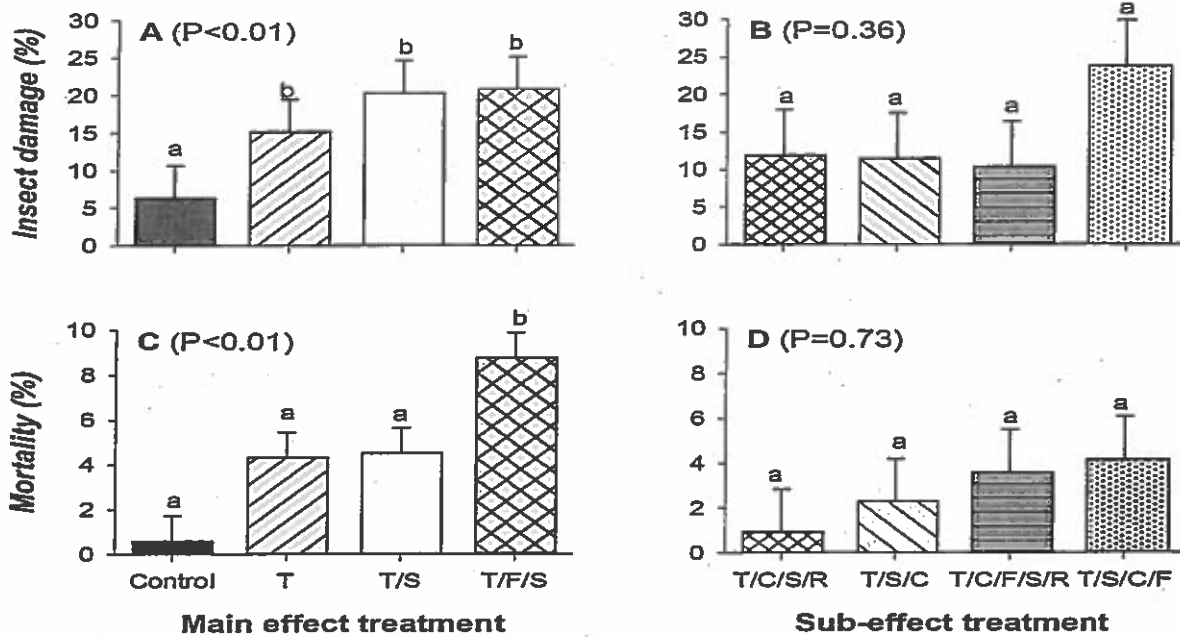 A (P<0.01)
Insect damage (%)
30
25
20
15
10
5
0
a
b
b
b
B (P=0.36)
30
25
20
15
10
5
0
a
a
a
a
C (P<0.01)
Mortality (%)
10
8
6
4
2
0
a
a
a
b
Control T T/S T/F/S
Main effect treatment
D (P=0.73)
10
8
6
4
2
0
a
a
a
a
T/C/S/R T/S/C T/C/F/S/R T/S/C/F
Sub-effect treatment